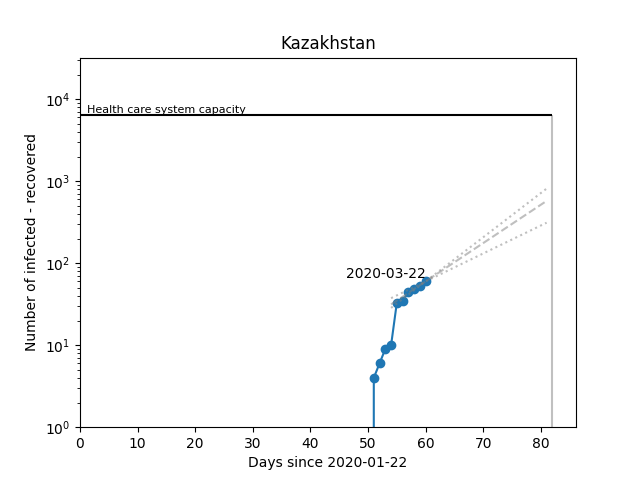 Kazakhstan
Number of infected - recovered
10⁴
10³
10²
10¹
10⁰
Health care system capacity
2020-03-22
0 10 20 30 40 50 60 70 80
Days since 2020-01-22